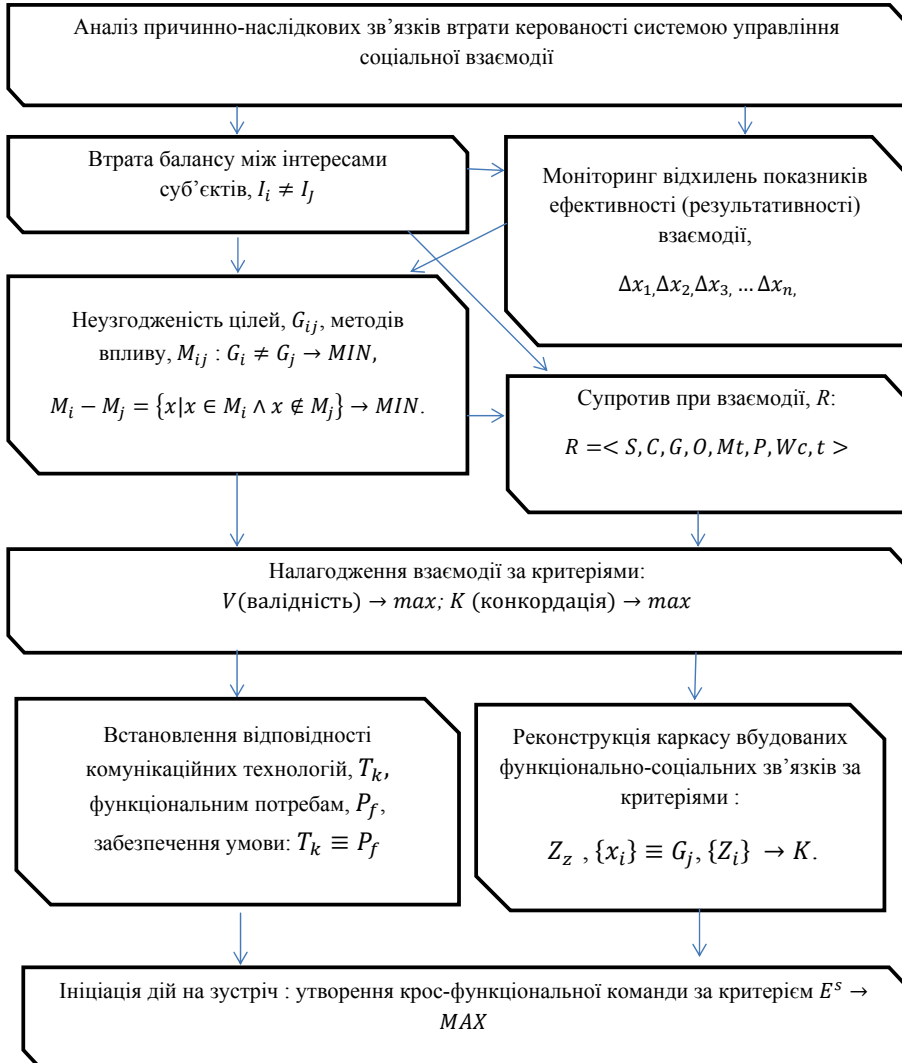 Аналіз причинно-наслідкових зв’язків втрати керованості системою управління
соціальної взаємодії
Втрата балансу між інтересами
суб’єктів, I_i ≠ I_J
Моніторинг відхилень показників
ефективності (результативності)
взаємодії,
Δx_1,Δx_2,Δx_3, … Δx_n,
Неузгодженість цілей, G_ij, методів
впливу, M_ij : G_i ≠ G_j → MIN,
M_i − M_j = {x|x ∈ M_i ∧ x ∉ M_j} → MIN.
Супротив при взаємодії, R:
R =< S, C, G, O, Mt, P, Wc, t >
Налагодження взаємодії за критеріями:
V(валідність) → max; K (конкордація) → max
Встановлення відповідності
комунікаційних технологій, T_k,
функціональним потребам, P_f,
забезпечення умови: T_k ≡ P_f
Реконструкція каркасу вбудованих
функціонально-соціальних зв’язків за
критеріями :
Z_z , {x_i} ≡ G_j, {Z_i} → K.
Ініціація дій на зустріч : утворення крос-функціональної команди за критерієм E^s →
MAX